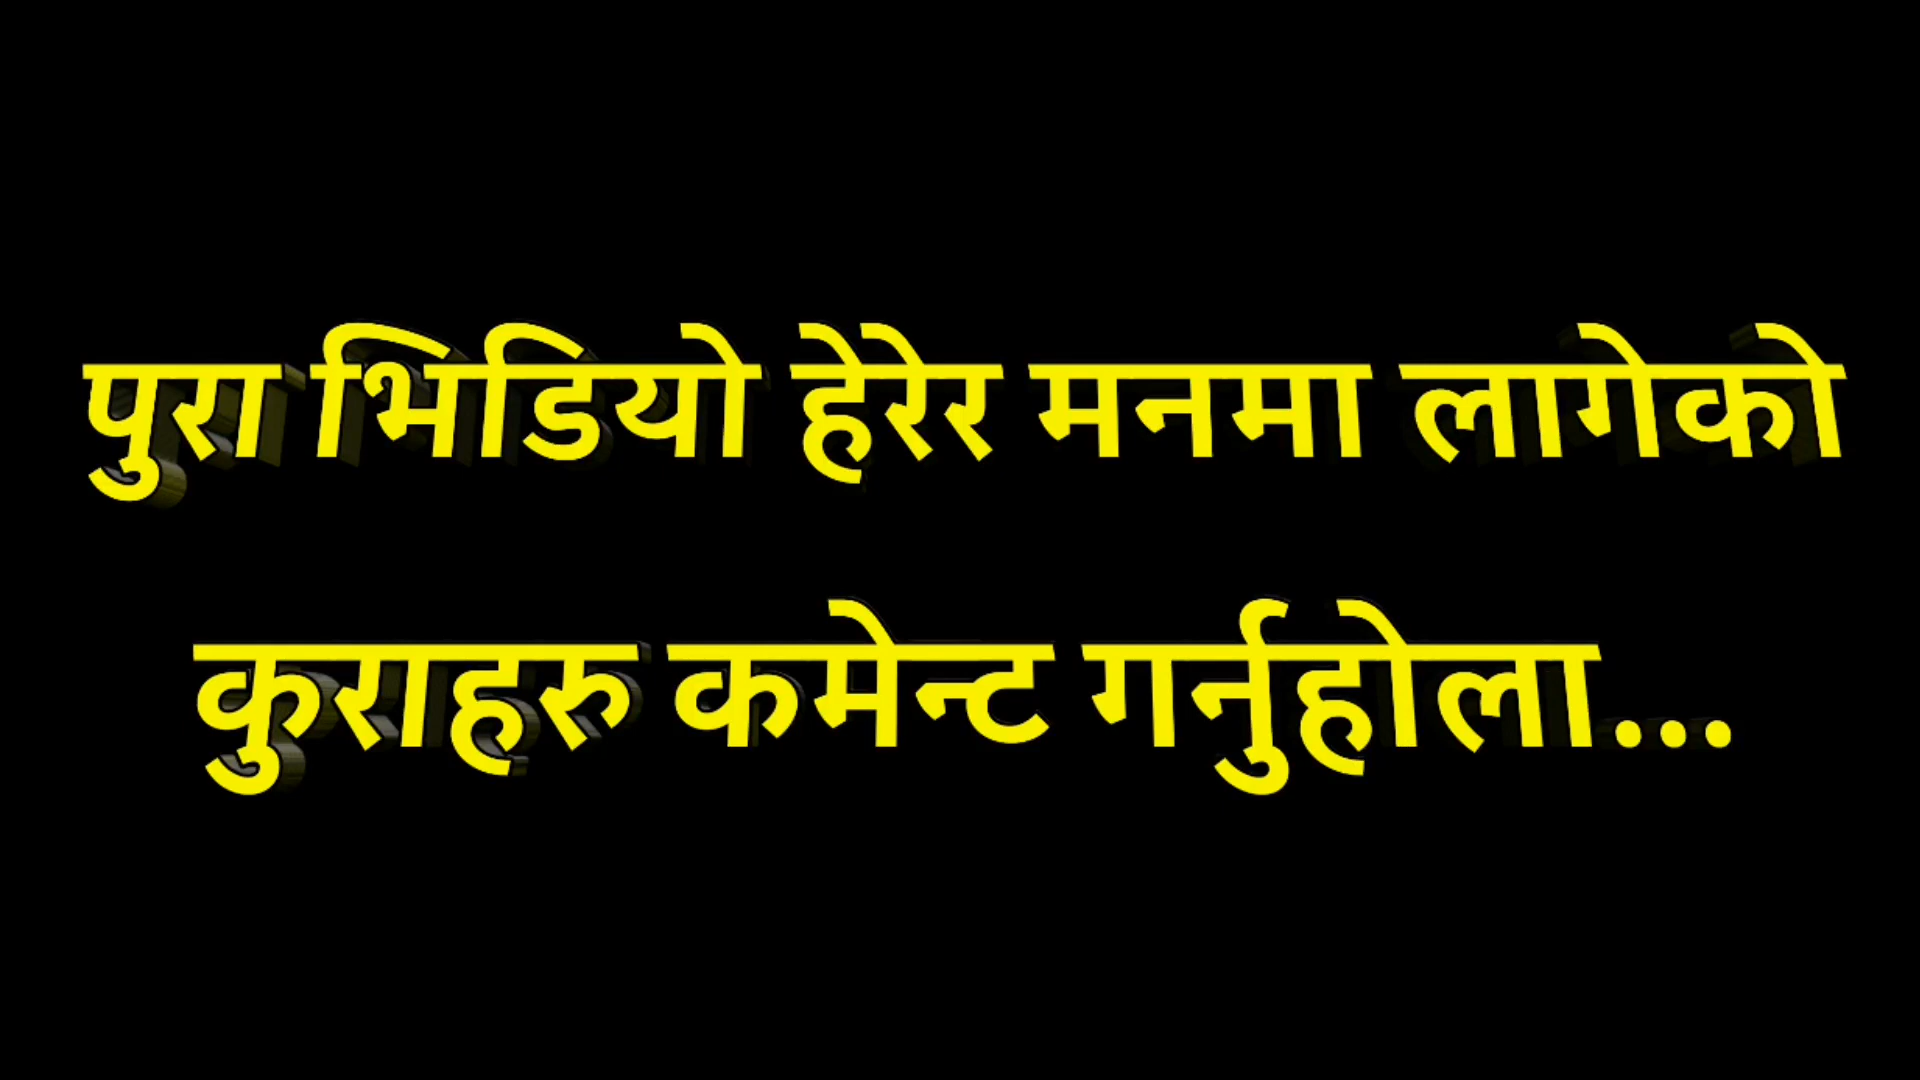 पुरा भिडियो हेरेर मनमा लागेको
कुराहरु कमेन्ट गर्नुहोला...